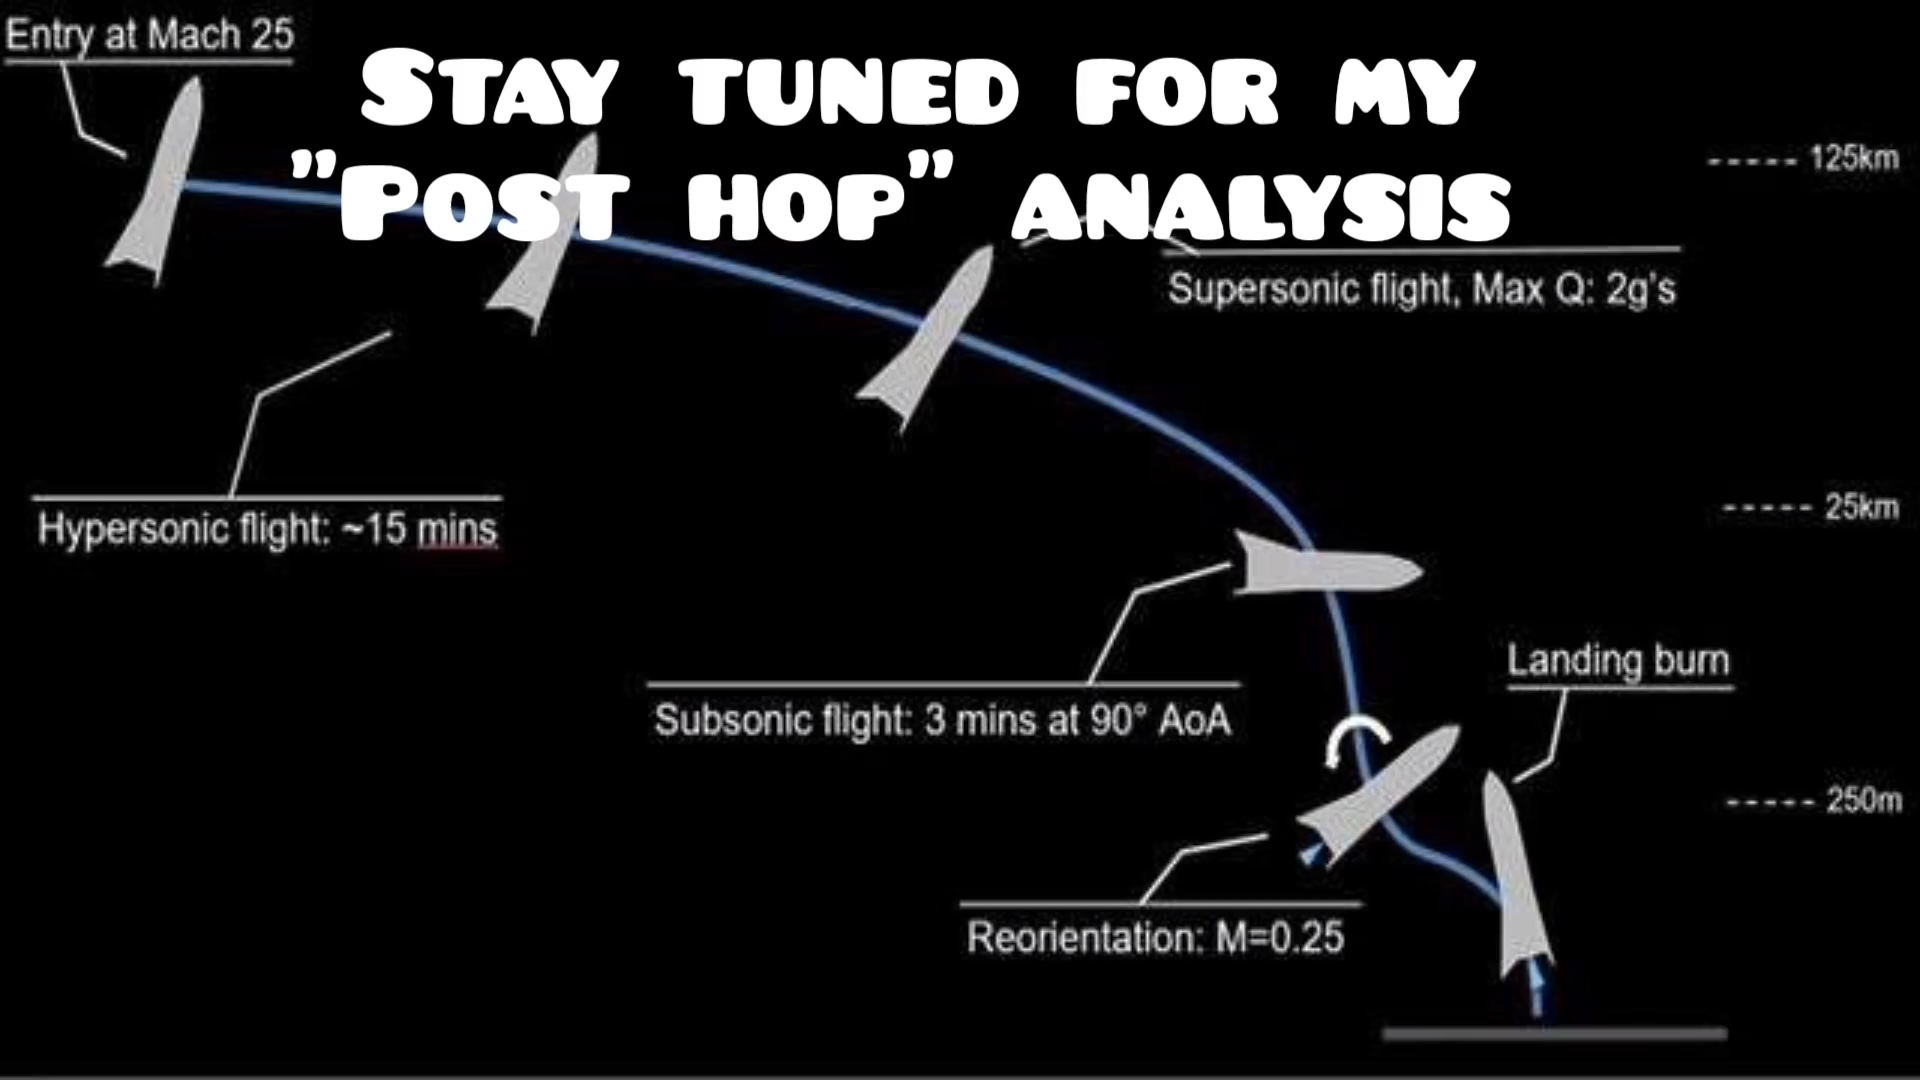 Entry at Mach 25
STAY TUNED FOR MY
"POST HOP" ANALYSIS
125km
Supersonic flight, Max Q: 2g's
Hypersonic flight: ~15 mins
25km
Subsonic flight: 3 mins at 90° AoA
Landing burn
250m
Reorientation: M=0.25